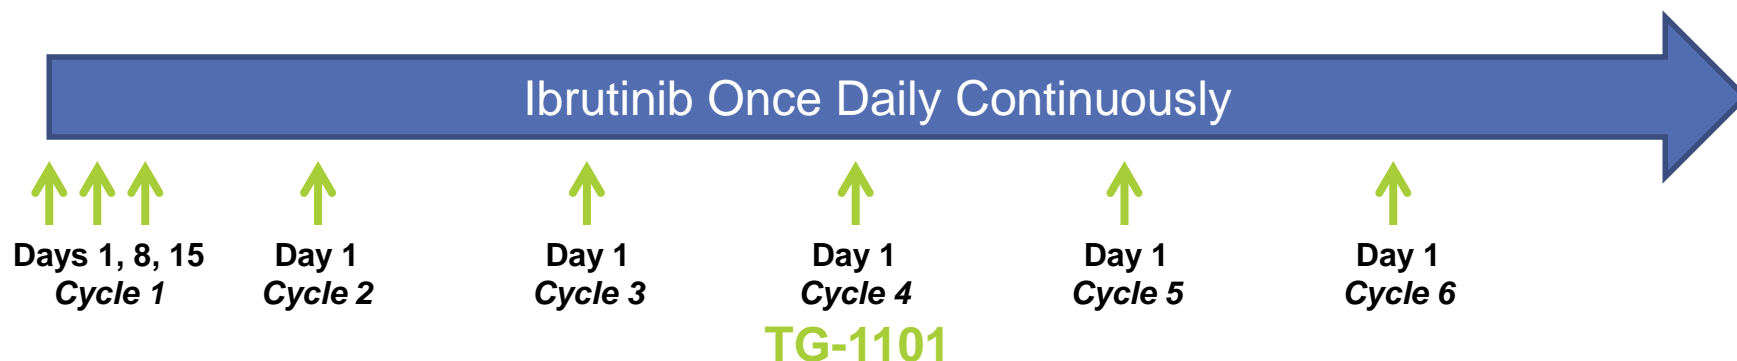 Ibrutinib Once Daily Continuously
Days 1, 8, 15
Cycle 1
Day 1
Cycle 2
Day 1
Cycle 3
Day 1
Cycle 4
Day 1
Cycle 5
Day 1
Cycle 6
TG-1101